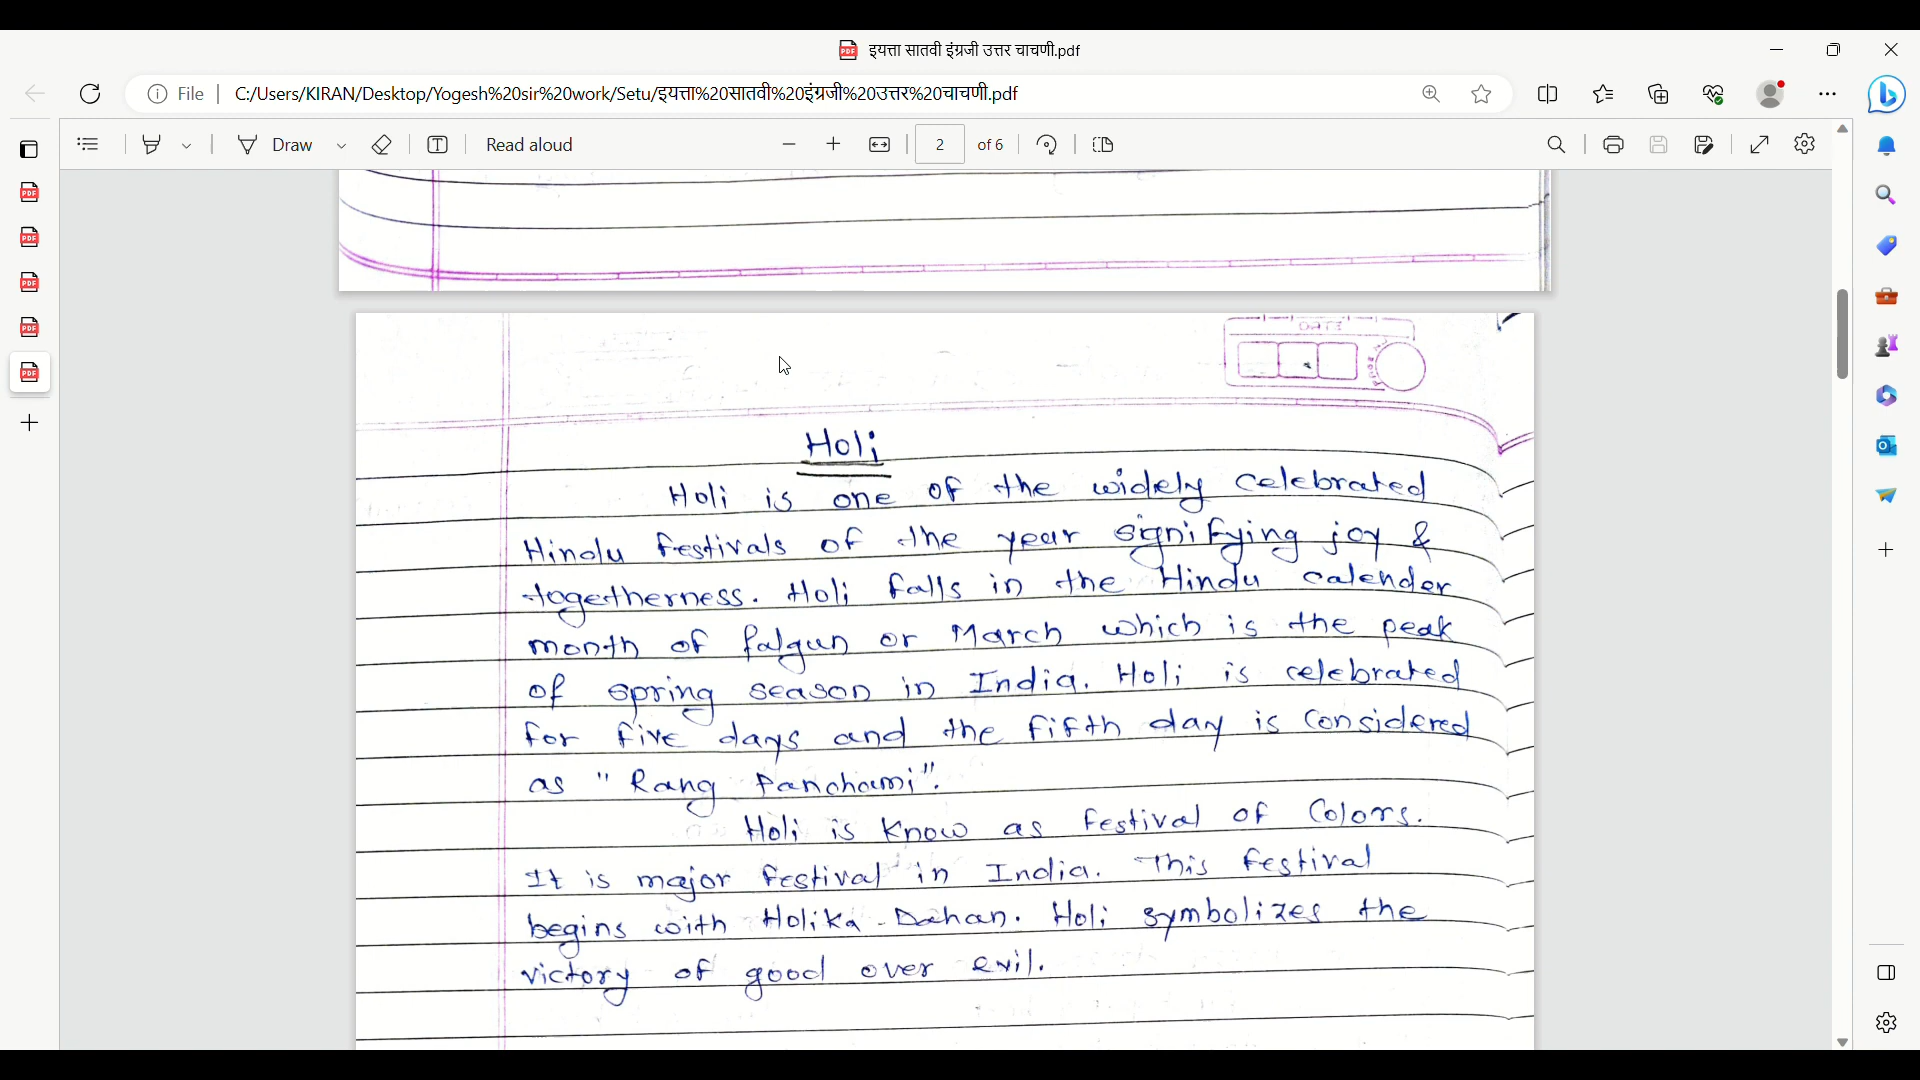 इयत्ता सातवी इंग्रजी उत्तर चाचणी.pdf
File
C:/Users/KIRAN/Desktop/Yogesh%20sir%20work/Setu/इयत्ता%20सातवी%20इंग्रजी%20उत्तर%20चाचणी.pdf
Draw
Read aloud
2 of 6
DATE
Holi
Holi is one of the widely celebrated
Hindu festivals of the year signifying joy &
togetherness. Holi falls in the Hindu calender
month of falgun or March which is the peak
of spring season in India. Holi is celebrated
for five days and the fifth day is considered
as "Rang Panchami".
Holi is know as festival of Colors.
It is major festival in India. This festival
begins with Holika-Dahan. Holi symbolizes the
victory of good over evil.